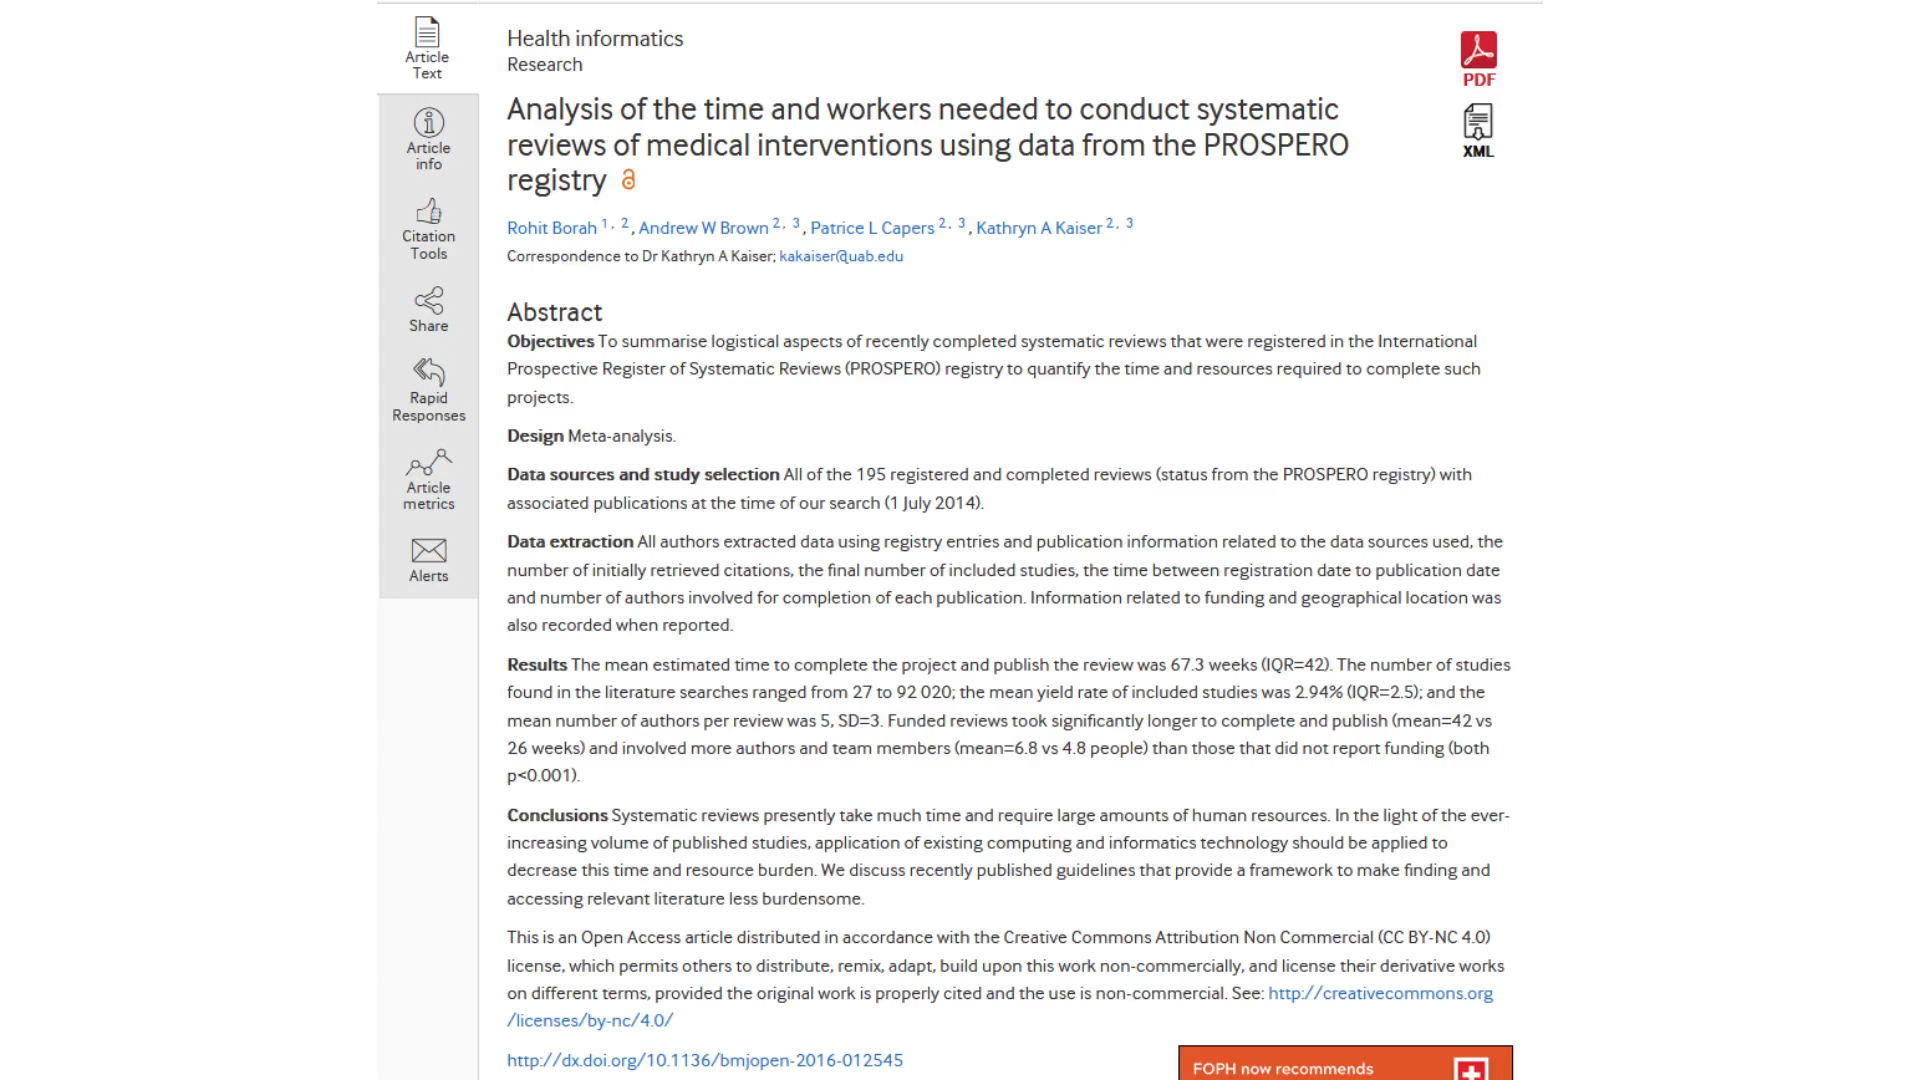 Article
Text
Article
info
Citation
Tools
Share
Rapid
Responses
Article
metrics
Alerts
Health informatics
Research
Analysis of the time and workers needed to conduct systematic
reviews of medical interventions using data from the PROSPERO
registry
Rohit Borah 1, 2, Andrew W Brown 2, 3, Patrice L Capers 2, 3, Kathryn A Kaiser 2, 3
Correspondence to Dr Kathryn A Kaiser; kakaiser@uab.edu
PDF
XML
Abstract
Objectives To summarise logistical aspects of recently completed systematic reviews that were registered in the International
Prospective Register of Systematic Reviews (PROSPERO) registry to quantify the time and resources required to complete such
projects.
Design Meta-analysis.
Data sources and study selection All of the 195 registered and completed reviews (status from the PROSPERO registry) with
associated publications at the time of our search (1 July 2014).
Data extraction All authors extracted data using registry entries and publication information related to the data sources used, the
number of initially retrieved citations, the final number of included studies, the time between registration date to publication date
and number of authors involved for completion of each publication. Information related to funding and geographical location was
also recorded when reported.
Results The mean estimated time to complete the project and publish the review was 67.3 weeks (IQR=42). The number of studies
found in the literature searches ranged from 27 to 92 020; the mean yield rate of included studies was 2.94% (IQR=2.5); and the
mean number of authors per review was 5, SD=3. Funded reviews took significantly longer to complete and publish (mean=42 vs
26 weeks) and involved more authors and team members (mean=6.8 vs 4.8 people) than those that did not report funding (both
p<0.001).
Conclusions Systematic reviews presently take much time and require large amounts of human resources. In the light of the ever-
increasing volume of published studies, application of existing computing and informatics technology should be applied to
decrease this time and resource burden. We discuss recently published guidelines that provide a framework to make finding and
accessing relevant literature less burdensome.
This is an Open Access article distributed in accordance with the Creative Commons Attribution Non Commercial (CC BY-NC 4.0)
license, which permits others to distribute, remix, adapt, build upon this work non-commercially, and license their derivative works
on different terms, provided the original work is properly cited and the use is non-commercial. See: http://creativecommons.org
/licenses/by-nc/4.0/
http://dx.doi.org/10.1136/bmjopen-2016-012545
FOPH now recommends